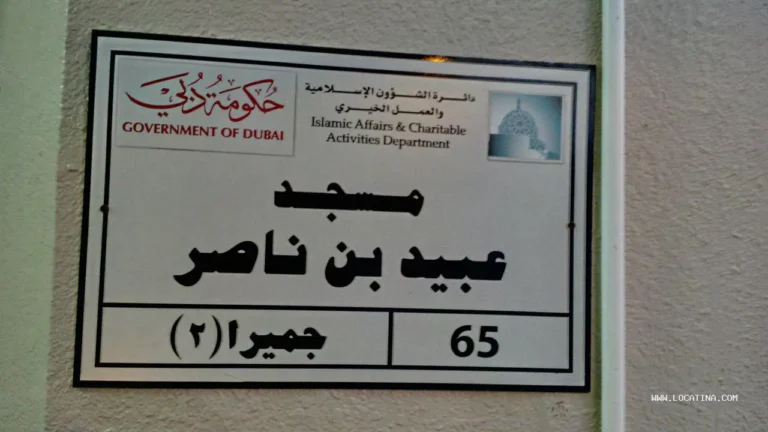 حكومة دبي
GOVERNMENT OF DUBAI
دائرة الشؤون الإسلامية
والعمل الخيري
Islamic Affairs & Charitable
Activities Department
مسجد
عبيد بن ناصر
جميرا (٢)
65
WWW.LOCATINA.COM